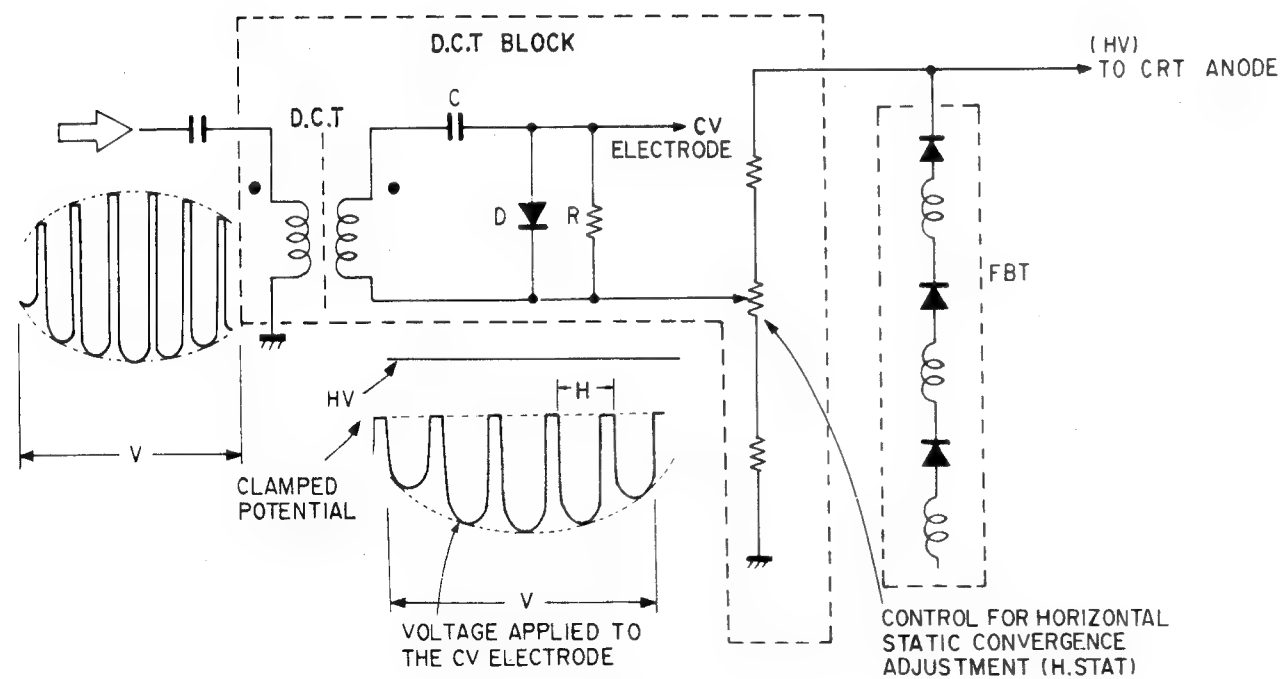 D.C.T BLOCK
(HV)
TO CRT ANODE
C
D.C.T
CV
ELECTRODE
D
R
FBT
HV
H
V
CLAMPED
POTENTIAL
V
VOLTAGE APPLIED TO
THE CV ELECTRODE
CONTROL FOR HORIZONTAL
STATIC CONVERGENCE
ADJUSTMENT (H.STAT)